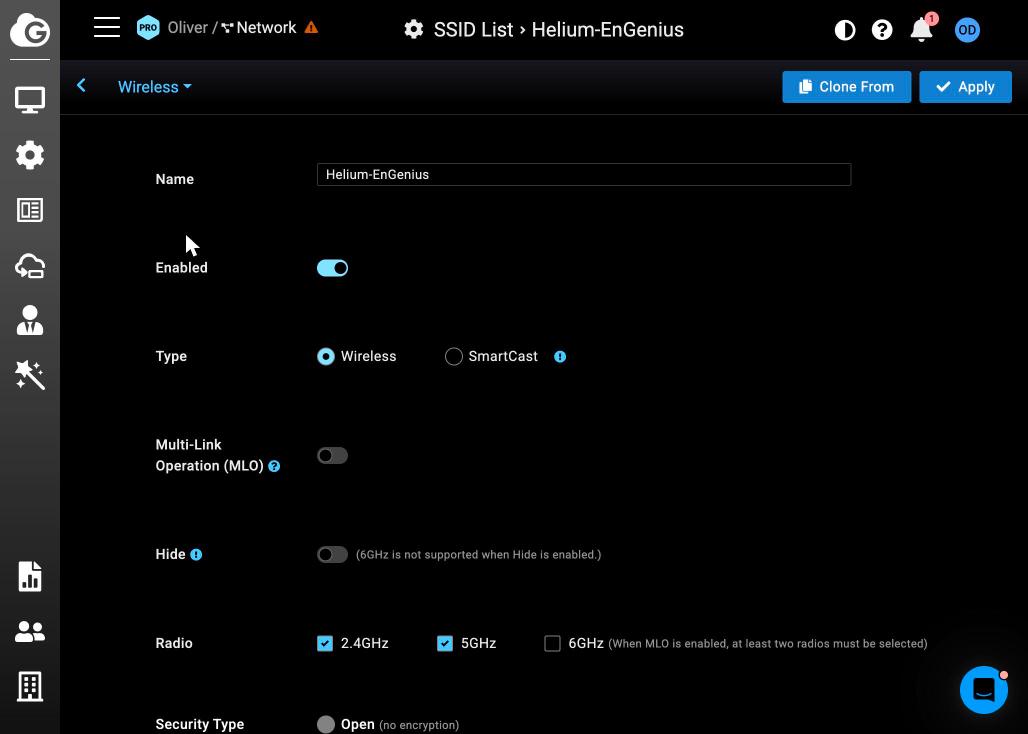 PRO Oliver / Network
SSID List › Helium-EnGenius
1
OD
Wireless
Clone From
Apply
Name
Helium-EnGenius
Enabled
Type
Wireless
SmartCast
Multi-Link
Operation (MLO)
Hide
(6GHz is not supported when Hide is enabled.)
Radio
2.4GHz
5GHz
6GHz (When MLO is enabled, at least two radios must be selected)
Security Type
Open (no encryption)